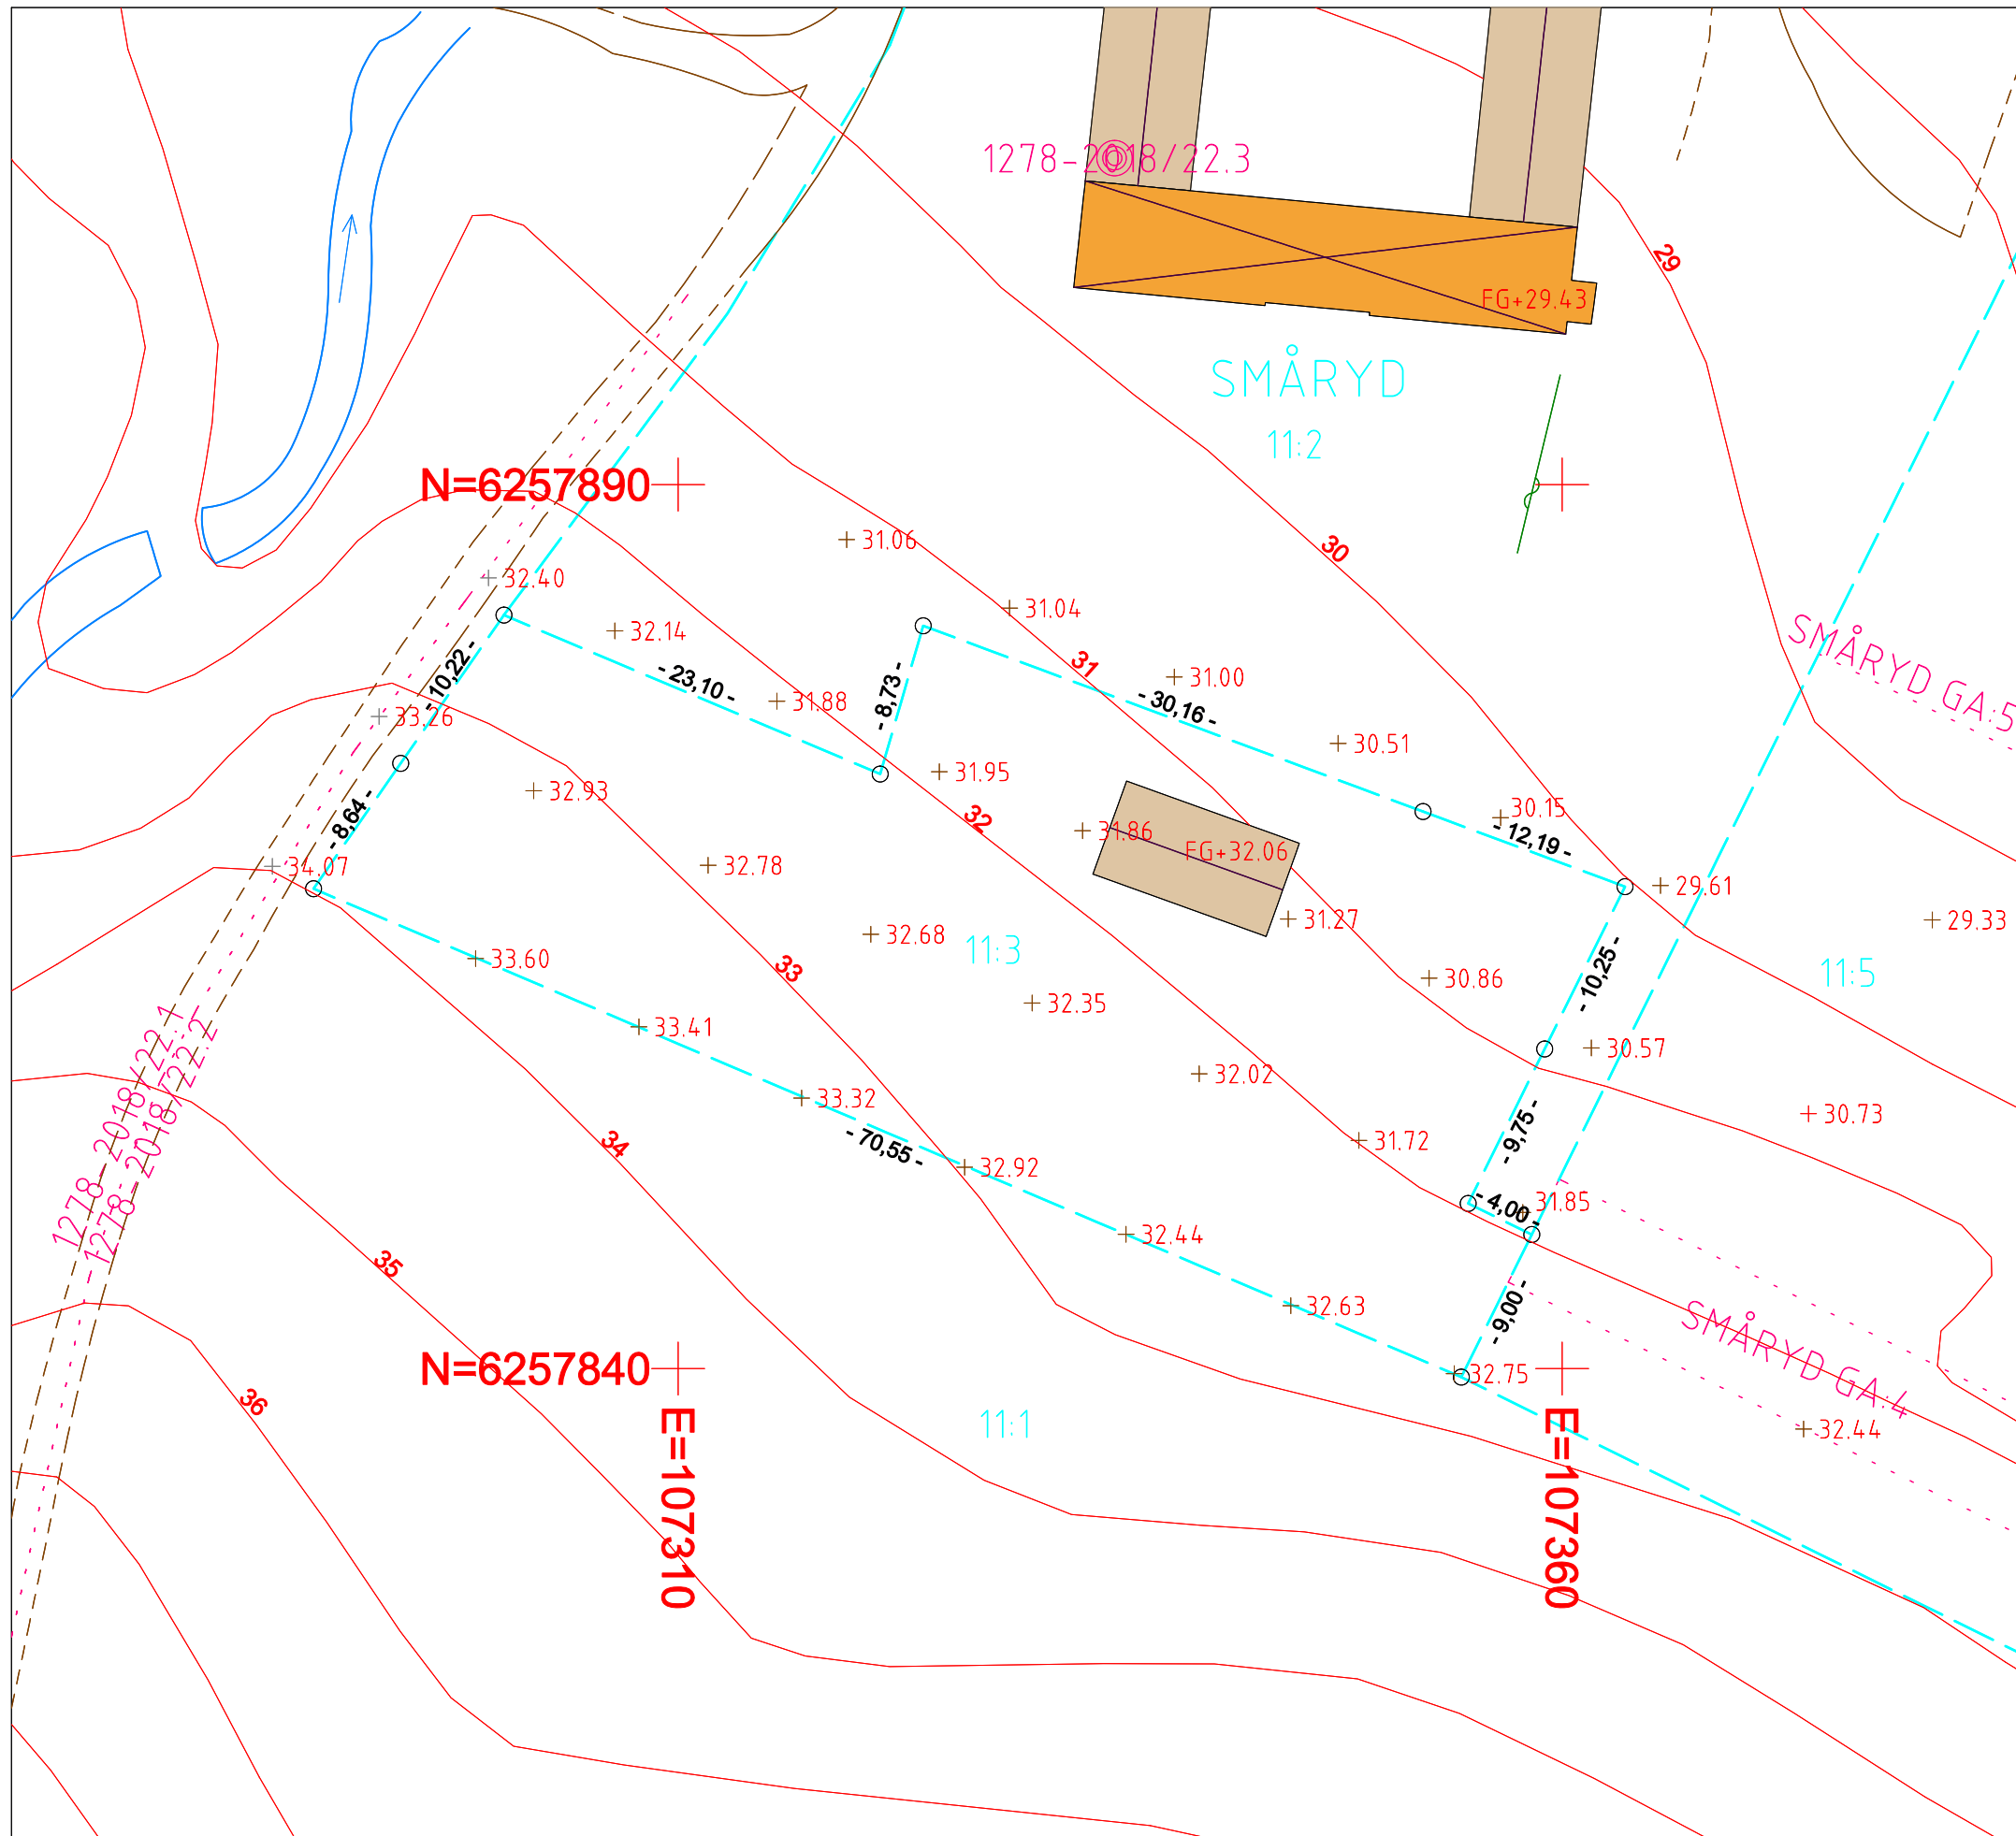 1278-2018/22.3
29
FG+29.43
SMÅRYD
11:2
N=6257890
31.06
30
32.40
31.04
32.14
SMÅRYD GA:5
- 10,22 -
- 23,10 -
- 8,73 -
31
31.00
31.88
- 30,16 -
33.26
30.51
31.95
32.93
32
30.15
- 8,64 -
31.86
- 12,19 -
FG+32.06
34.07
32.78
29.61
31.27
29.33
32.68
11:3
33.60
33
30.86
- 10,25 -
11:5
32.35
33.41
30.57
1278-2018/22:1
1278-2018/22:2
32.02
33.32
30.73
- 9,75 -
34
- 70,55 -
31.72
32.92
- 4,00 -
31.85
32.44
35
32.63
- 9,00 -
SMÅRYD GA:4
N=6257840
32.75
36
11:1
32.44
E=107310
E=107360